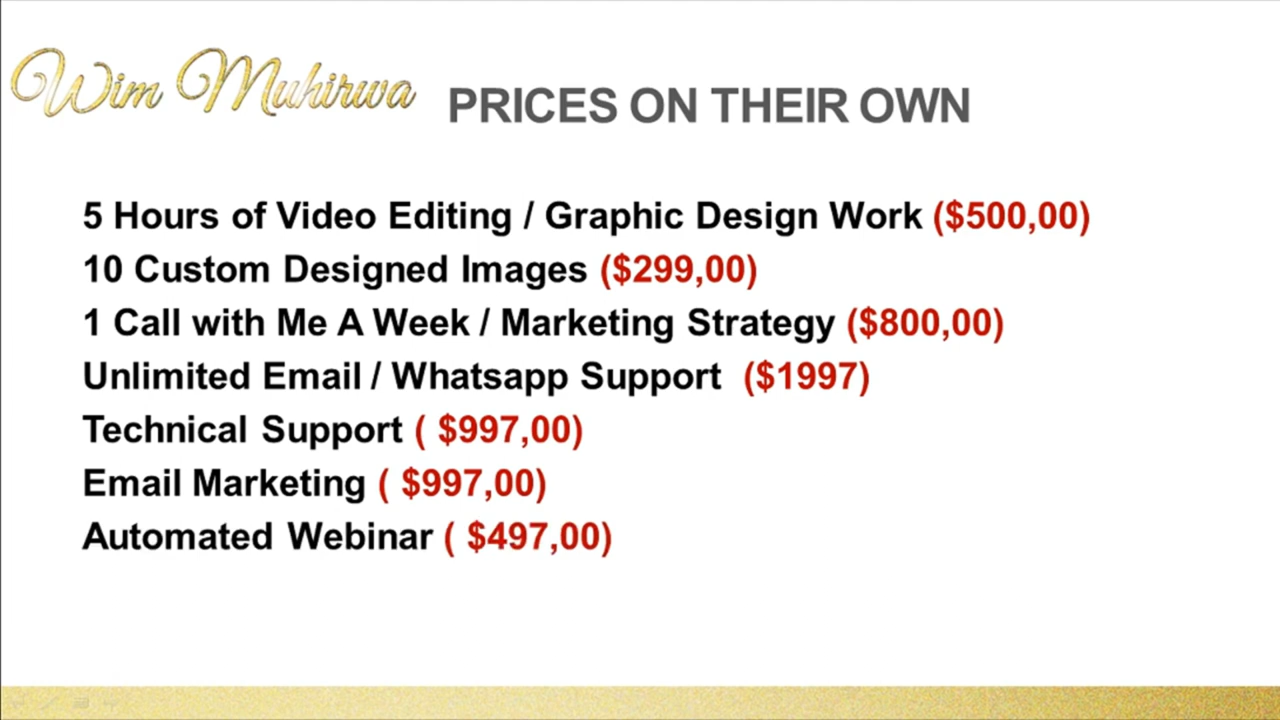 Wim Muhirwa
PRICES ON THEIR OWN
5 Hours of Video Editing / Graphic Design Work ($500,00)
10 Custom Designed Images ($299,00)
1 Call with Me A Week / Marketing Strategy ($800,00)
Unlimited Email / Whatsapp Support ($1997)
Technical Support ( $997,00)
Email Marketing ( $997,00)
Automated Webinar ( $497,00)